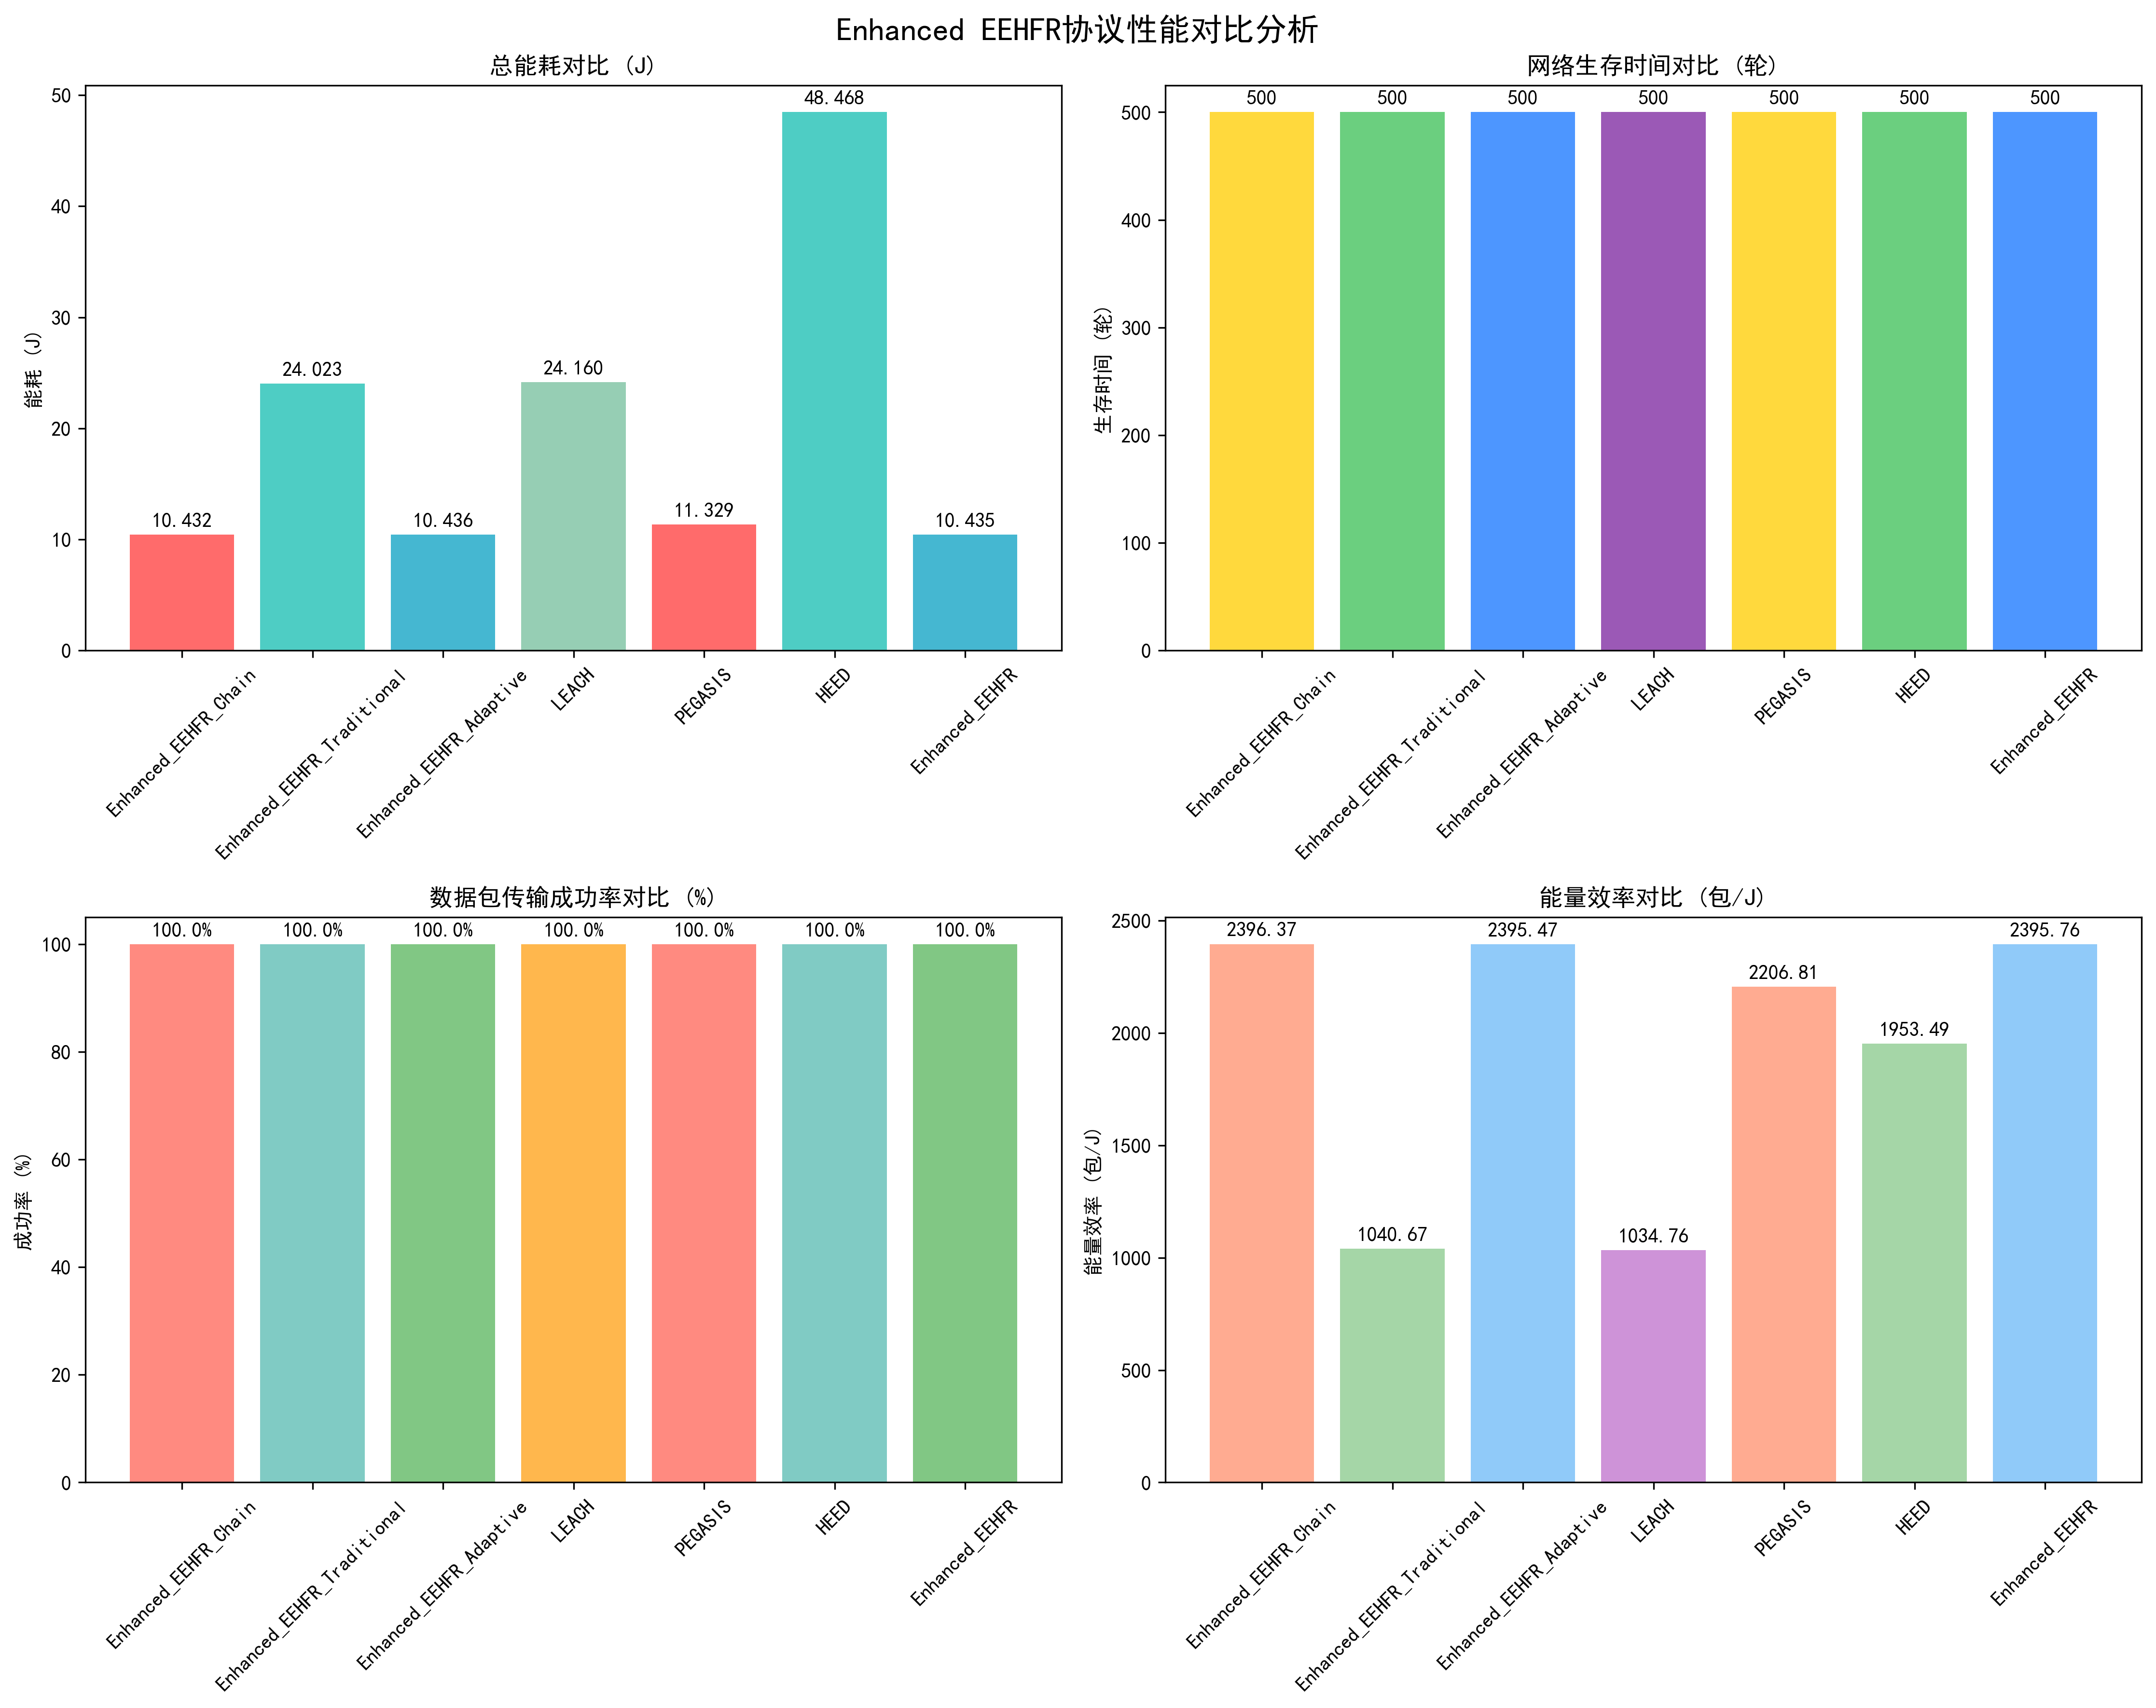 Enhanced EEHFR协议性能对比分析
总能耗对比 (J)
能耗 (J)
50
40
30
20
10
0
10.432
24.023
10.436
24.160
11.329
48.468
10.435
Enhanced_EEHFR_Chain
Enhanced_EEHFR_Traditional
Enhanced_EEHFR_Adaptive
LEACH
PEGASIS
HEED
Enhanced_EEHFR
网络生存时间对比 (轮)
生存时间 (轮)
500
400
300
200
100
0
500
500
500
500
500
500
500
Enhanced_EEHFR_Chain
Enhanced_EEHFR_Traditional
Enhanced_EEHFR_Adaptive
LEACH
PEGASIS
HEED
Enhanced_EEHFR
数据包传输成功率对比 (%)
成功率 (%)
100
80
60
40
20
0
100.0%
100.0%
100.0%
100.0%
100.0%
100.0%
100.0%
Enhanced_EEHFR_Chain
Enhanced_EEHFR_Traditional
Enhanced_EEHFR_Adaptive
LEACH
PEGASIS
HEED
Enhanced_EEHFR
能量效率对比 (包/J)
能量效率 (包/J)
2500
2000
1500
1000
500
0
2396.37
1040.67
2395.47
1034.76
2206.81
1953.49
2395.76
Enhanced_EEHFR_Chain
Enhanced_EEHFR_Traditional
Enhanced_EEHFR_Adaptive
LEACH
PEGASIS
HEED
Enhanced_EEHFR